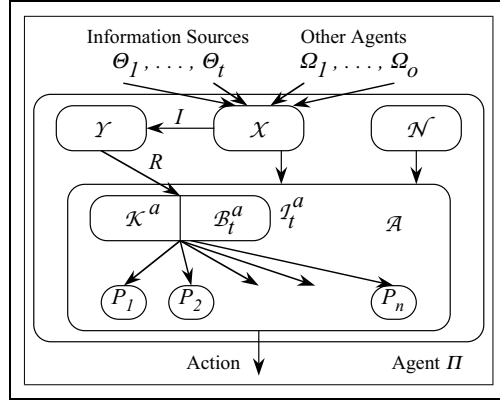 Information Sources Other Agents
Θ1 , . . . , Θt Ω1 , . . . , Ωo
𝒴 I 𝒳 𝒩
R
𝒦^a ℬ_t^a ℐ_t^a 𝒜
P1 P2 Pn
Action Agent Π